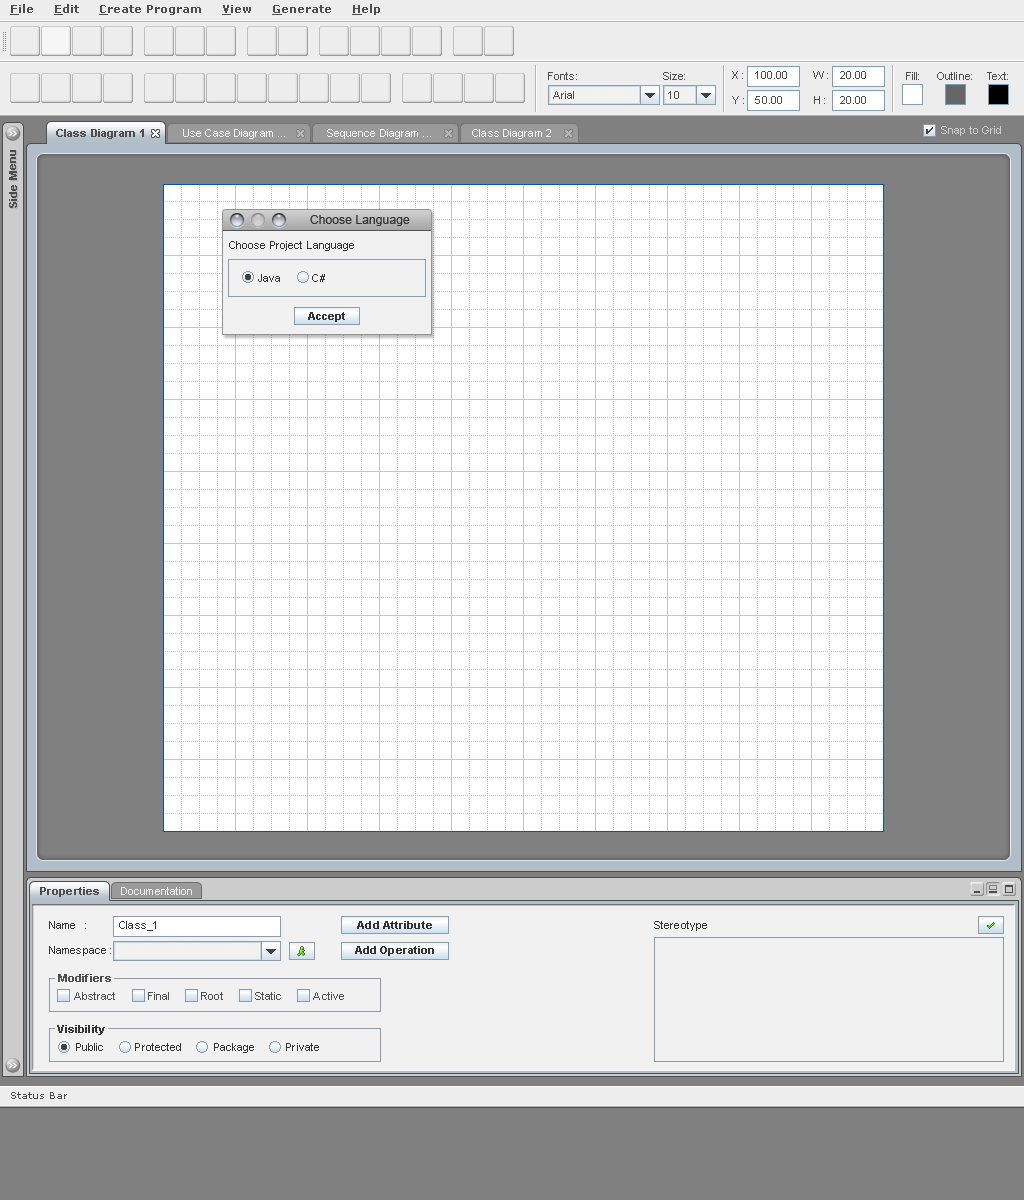 File Edit Create Program View Generate Help
Fonts: Size: X : 100.00 W : 20.00 Fill: Outline: Text:
Arial 10 Y : 50.00 H : 20.00
Class Diagram 1 Use Case Diagram ... Sequence Diagram ... Class Diagram 2 Snap to Grid
Side Menu
Choose Language
Choose Project Language
Java C#
Accept
Properties Documentation
Name : Class_1 Add Attribute Stereotype
Namespace : Add Operation
Modifiers
Abstract Final Root Static Active
Visibility
Public Protected Package Private
Status Bar